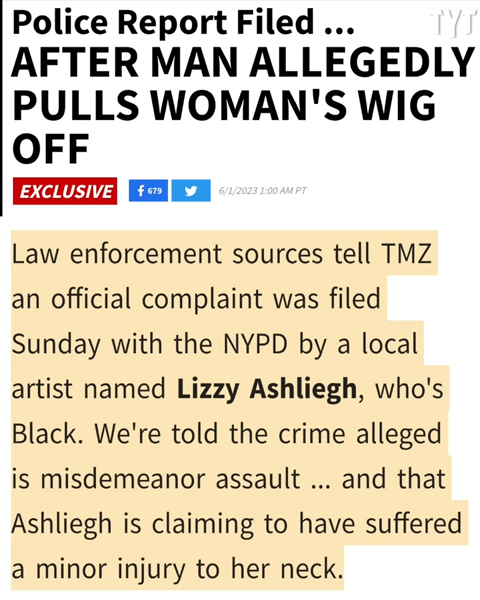 TYT
Police Report Filed ...
AFTER MAN ALLEGEDLY
PULLS WOMAN'S WIG
OFF
EXCLUSIVE f 679 6/1/2023 1:00 AM PT
Law enforcement sources tell TMZ
an official complaint was filed
Sunday with the NYPD by a local
artist named Lizzy Ashliegh, who's
Black. We're told the crime alleged
is misdemeanor assault ... and that
Ashliegh is claiming to have suffered
a minor injury to her neck.